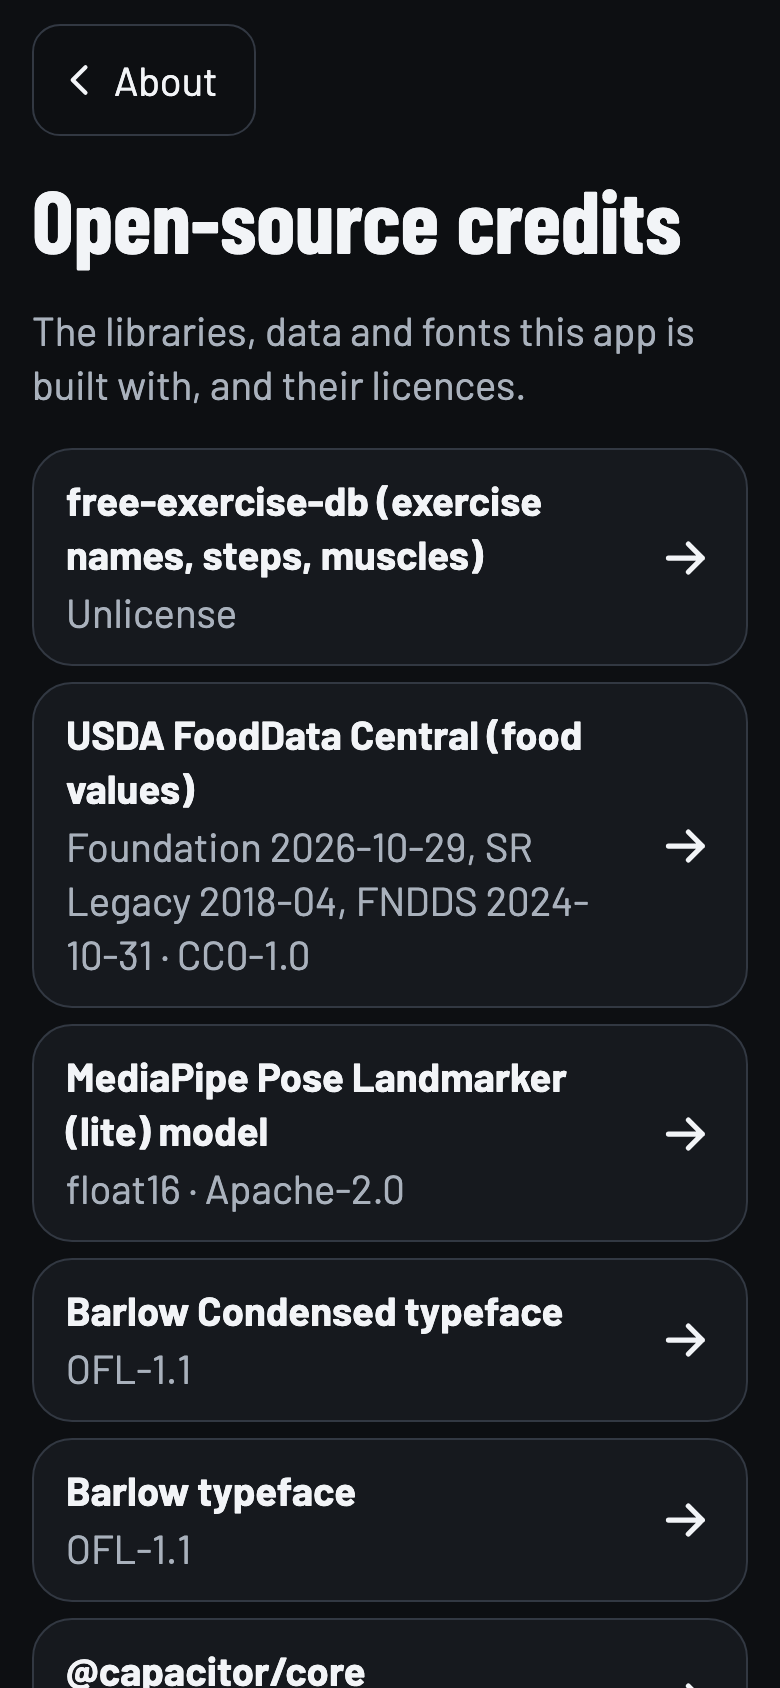 About
Open-source credits
The libraries, data and fonts this app is
built with, and their licences.
free-exercise-db (exercise
names, steps, muscles)
Unlicense
USDA FoodData Central (food
values)
Foundation 2026-10-29, SR
Legacy 2018-04, FNDDS 2024-
10-31 · CC0-1.0
MediaPipe Pose Landmarker
(lite) model
float16 · Apache-2.0
Barlow Condensed typeface
OFL-1.1
Barlow typeface
OFL-1.1
@capacitor/core